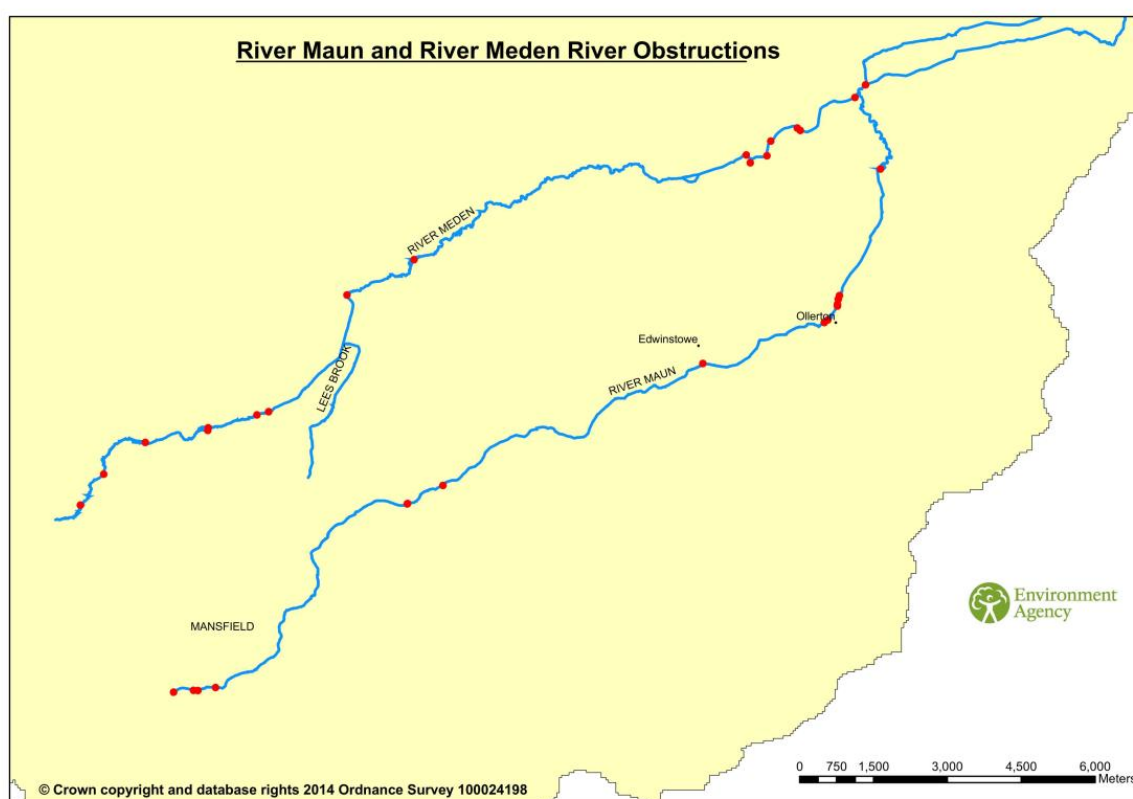 River Maun and River Meden River Obstructions
RIVER MEDEN
Ollerton
Edwinstowe
LEES BROOK
RIVER MAUN
Environment
Agency
MANSFIELD
0 750 1,500 3,000 4,500 6,000
Meters
© Crown copyright and database rights 2014 Ordnance Survey 100024198